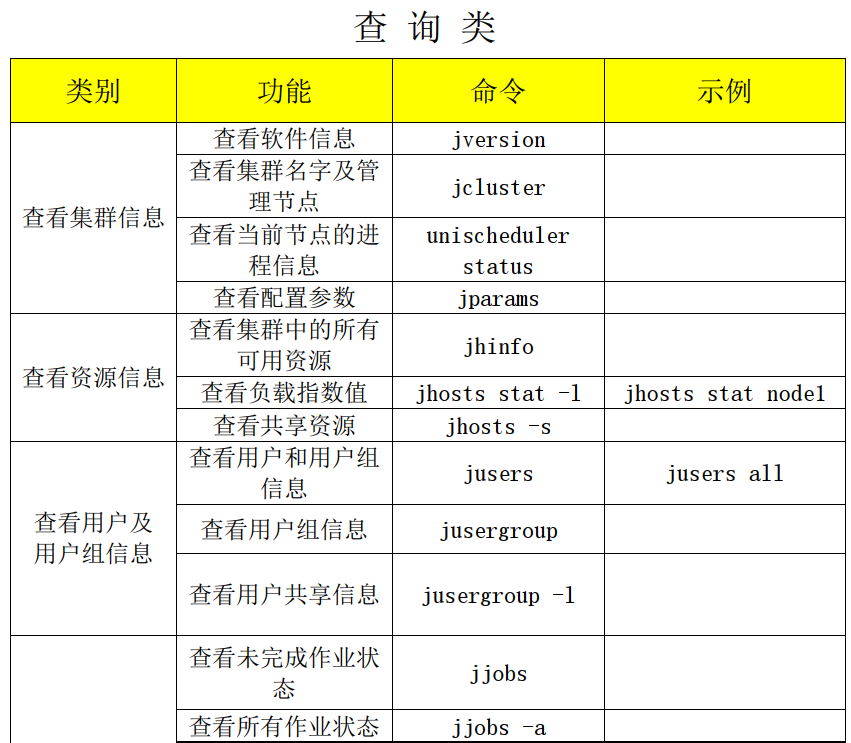 查 询 类
类别 功能 命令 示例
查看集群信息
查看软件信息 jversion
查看集群名字及管
理节点
jcluster
查看当前节点的进
程信息
unischeduler
status
查看配置参数 jparams
查看资源信息
查看集群中的所有
可用资源
jhinfo
查看负载指数值 jhosts stat -l jhosts stat node1
查看共享资源 jhosts -s
查看用户及
用户组信息
查看用户和用户组
信息
jusers jusers all
查看用户组信息 jusergroup
查看用户共享信息 jusergroup -l
查看未完成作业状
态
jjobs
查看所有作业状态 jjobs -a